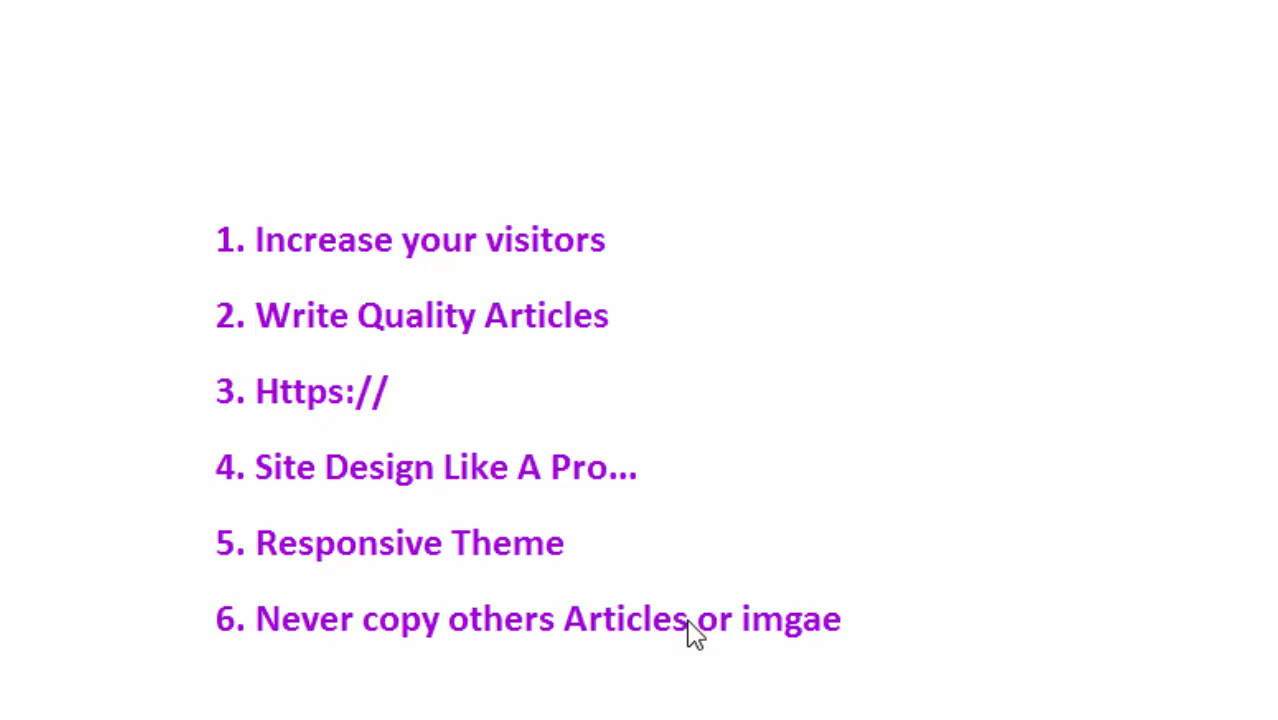 1. Increase your visitors
2. Write Quality Articles
3. Https://
4. Site Design Like A Pro...
5. Responsive Theme
6. Never copy others Articles or imgae